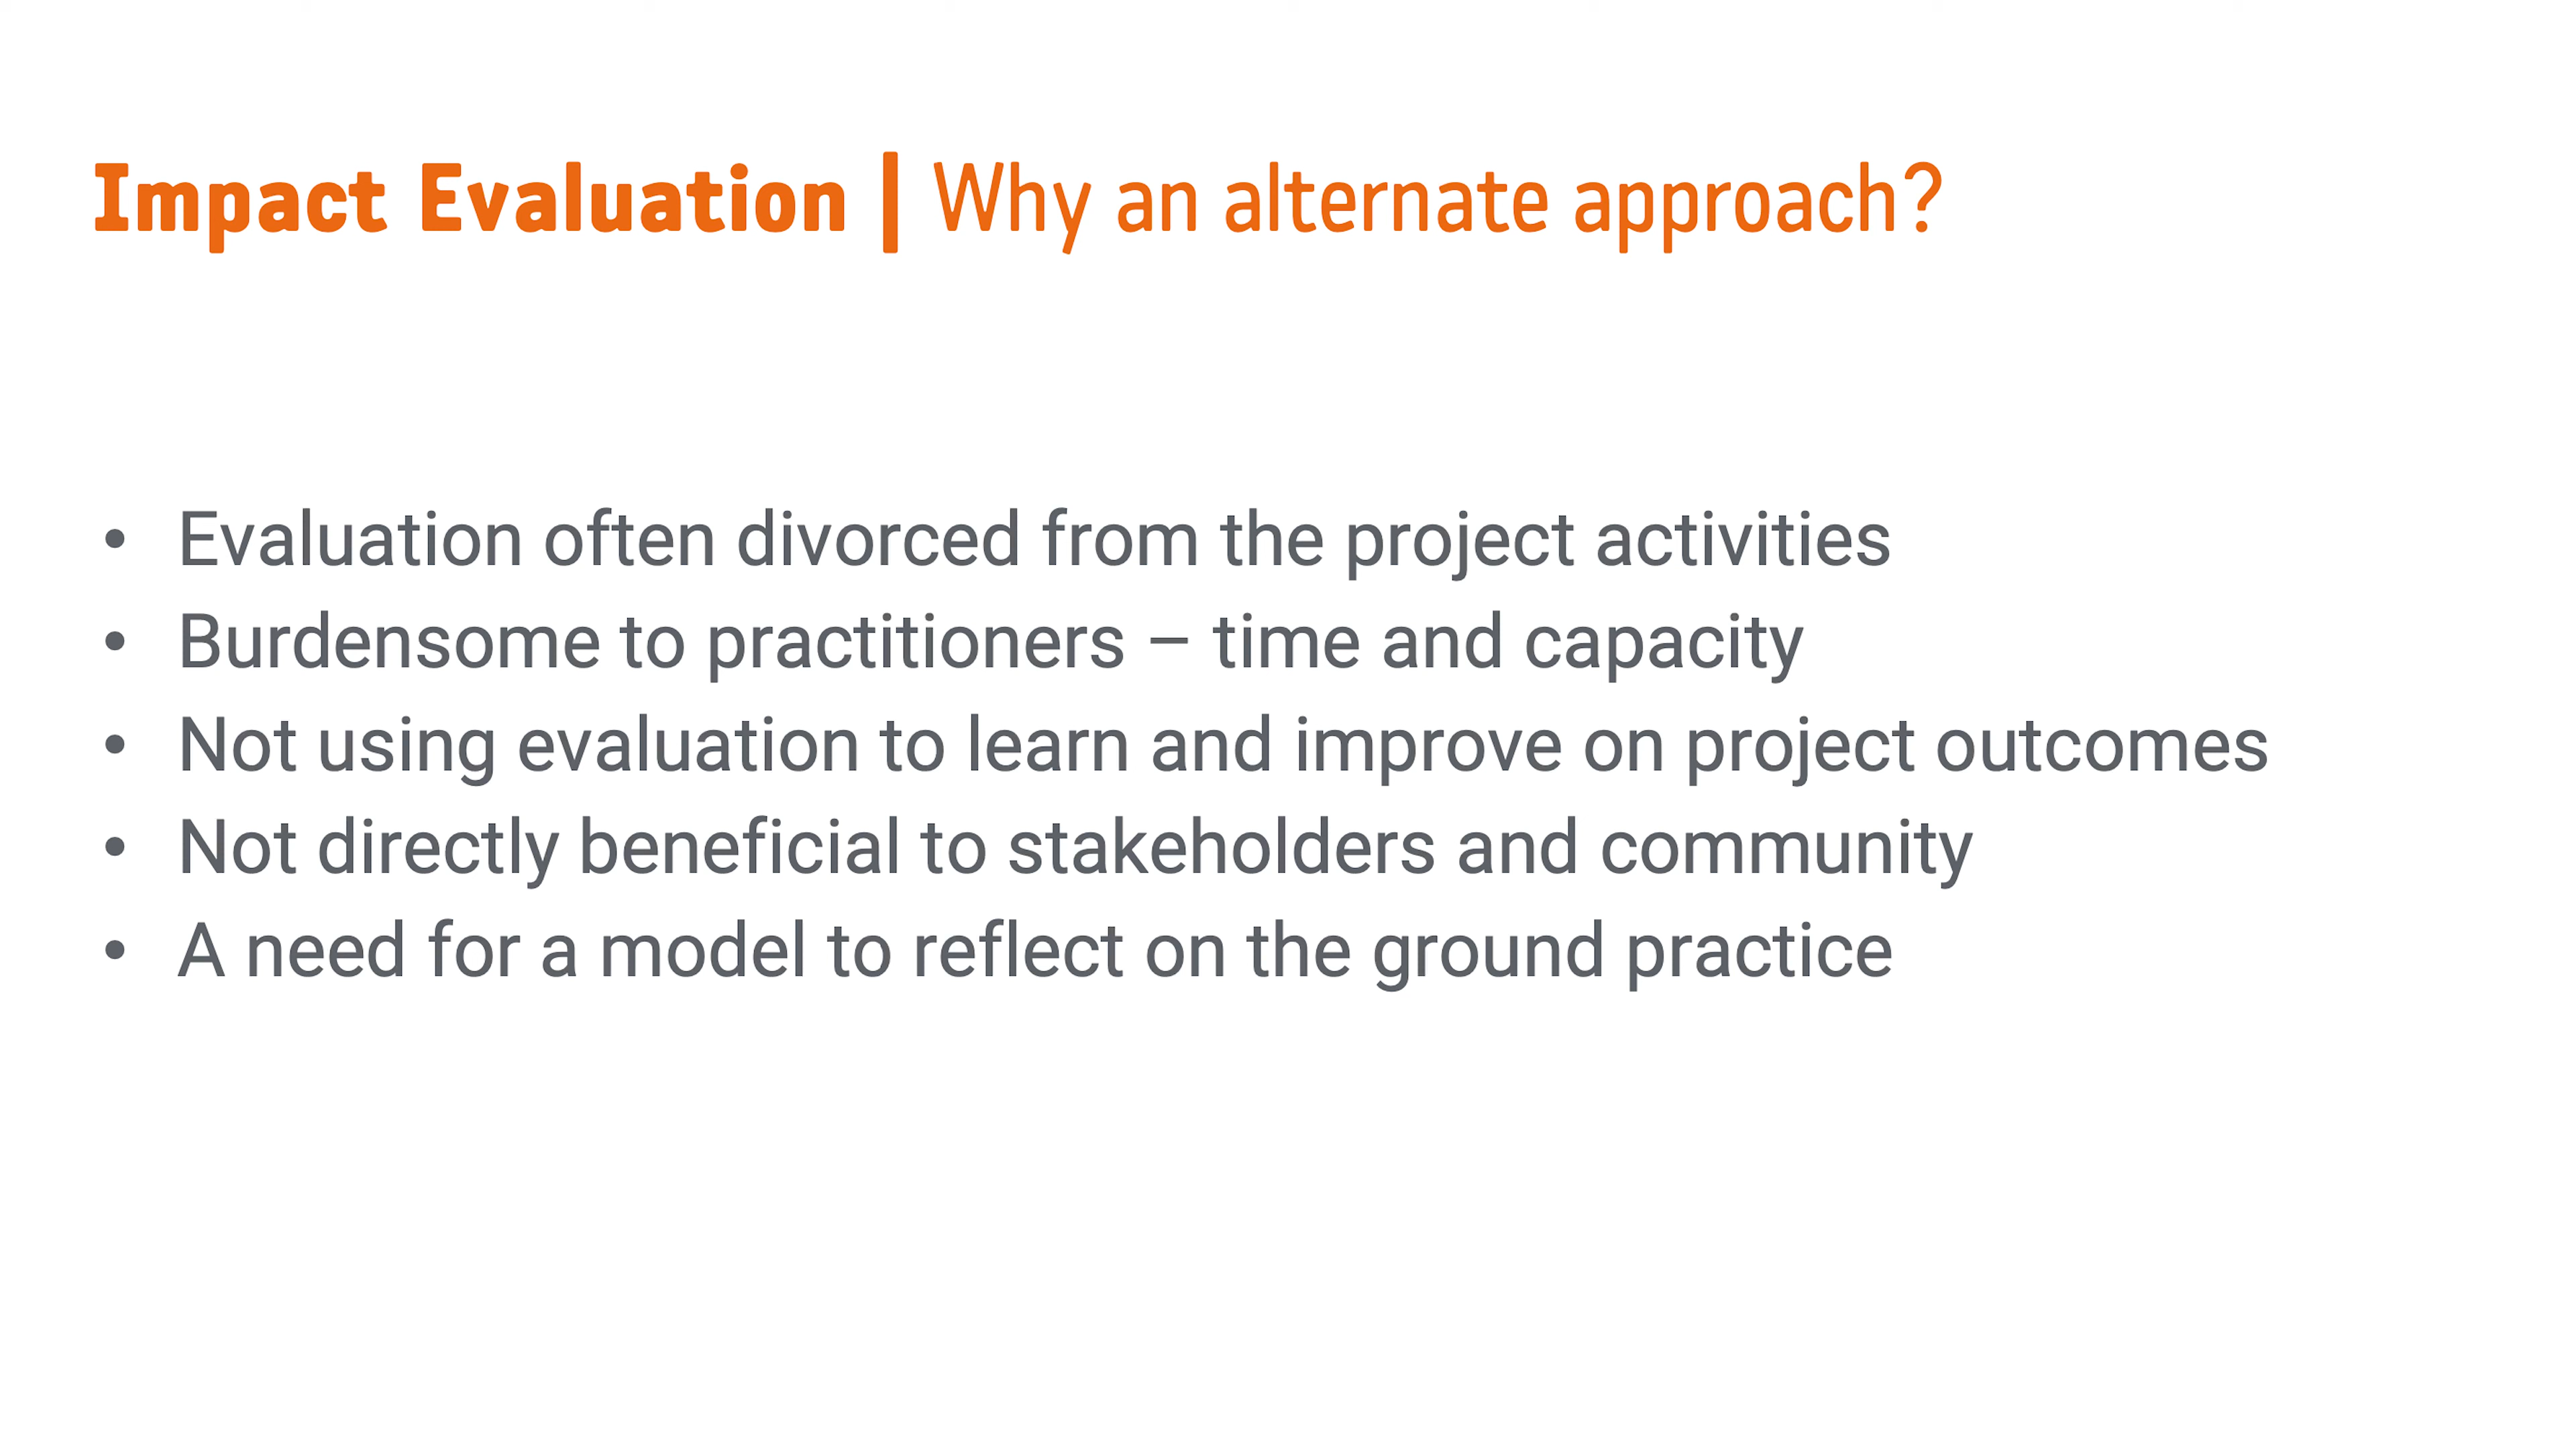 Impact Evaluation | Why an alternate approach?
• Evaluation often divorced from the project activities
• Burdensome to practitioners – time and capacity
• Not using evaluation to learn and improve on project outcomes
• Not directly beneficial to stakeholders and community
• A need for a model to reflect on the ground practice